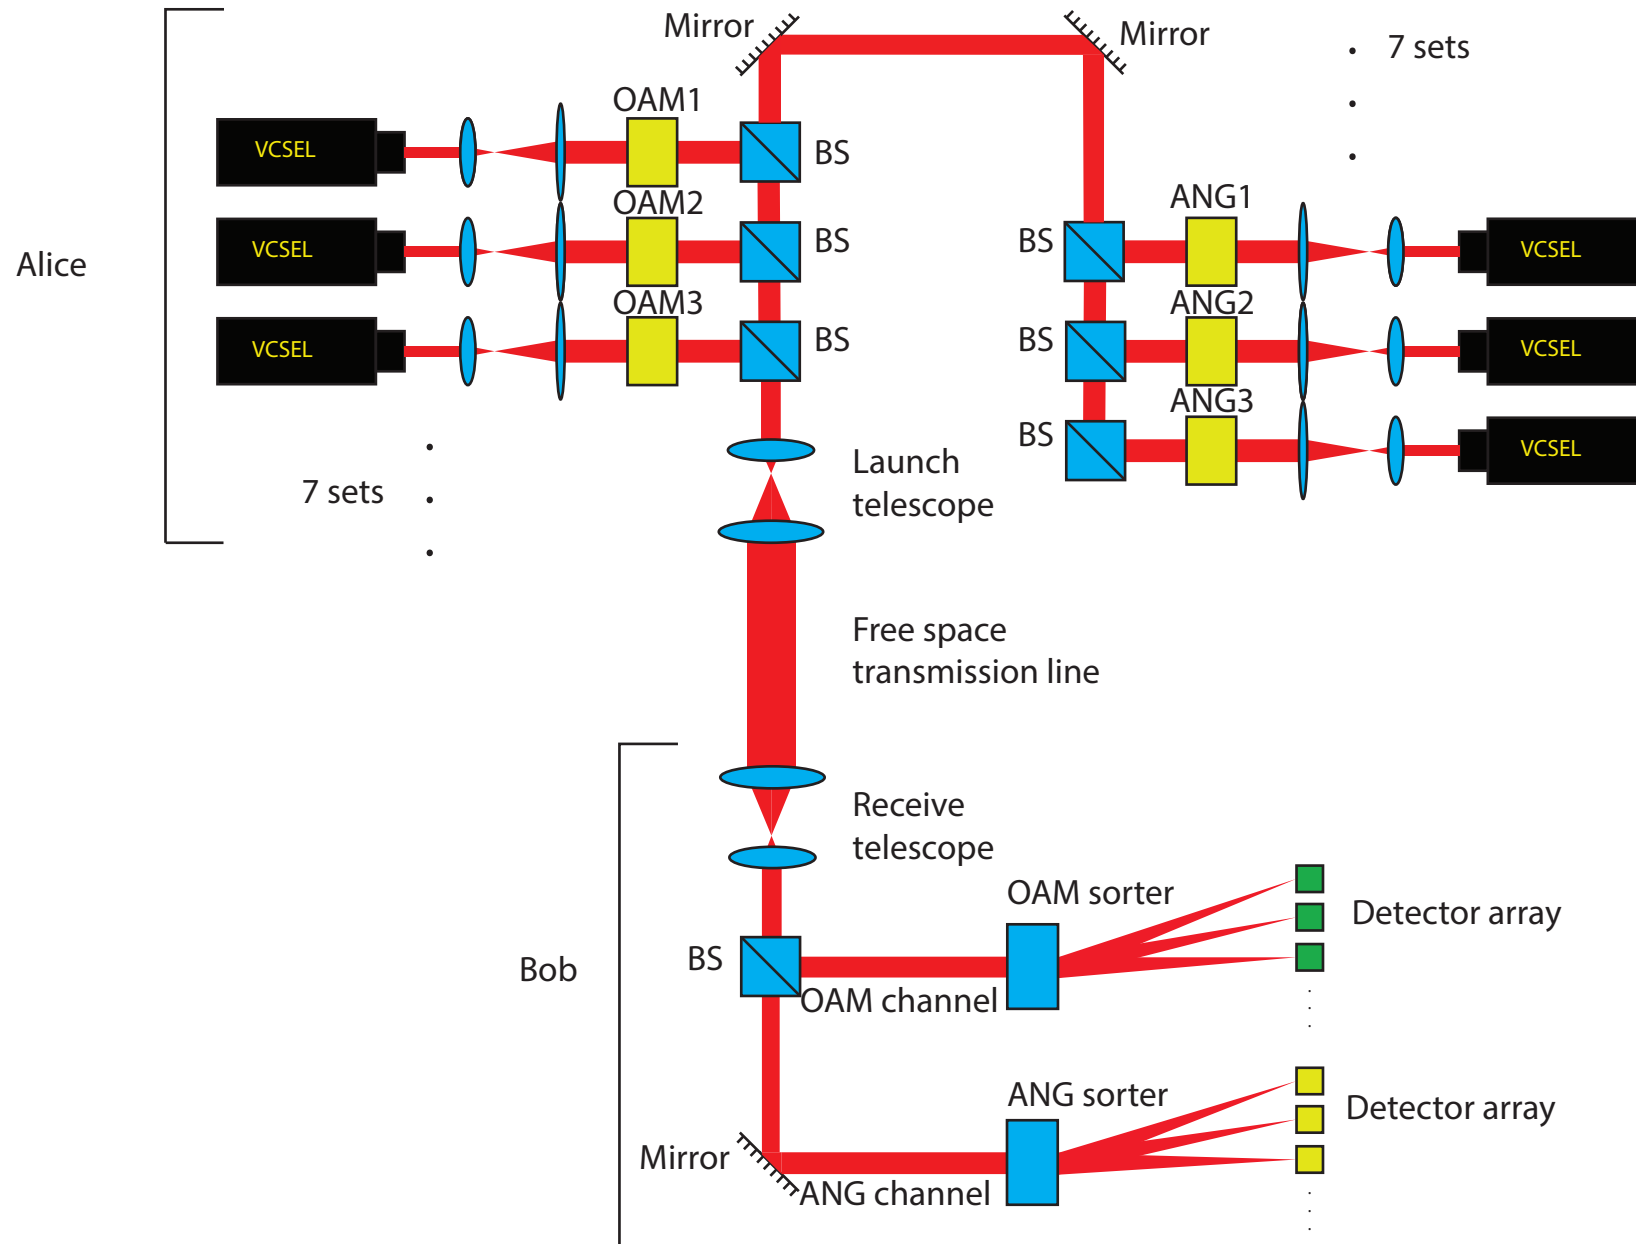 Mirror
Mirror
7 sets
OAM1
VCSEL
BS
OAM2
ANG1
VCSEL
BS
BS
VCSEL
Alice
OAM3
ANG2
VCSEL
BS
BS
VCSEL
ANG3
BS
VCSEL
7 sets
Launch
telescope
Free space
transmission line
Receive
telescope
OAM sorter
Detector array
BS
Bob
OAM channel
ANG sorter
Detector array
Mirror
ANG channel